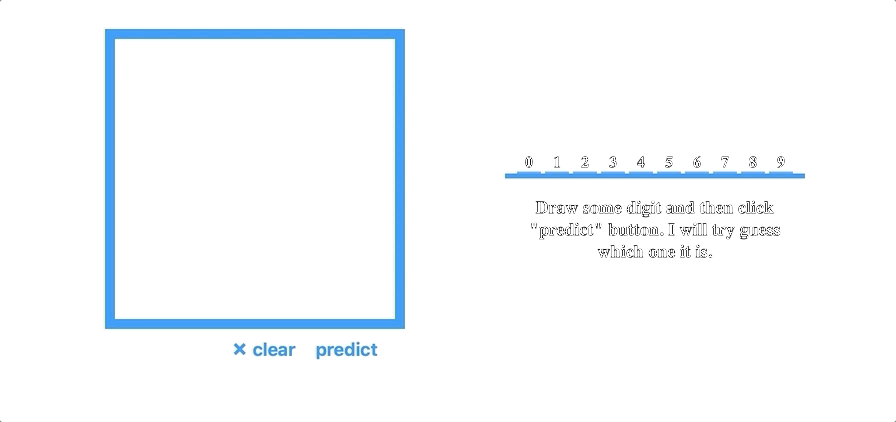 0 1 2 3 4 5 6 7 8 9
Draw some digit and then click
"predict" button. I will try guess
which one it is.
× clear predict